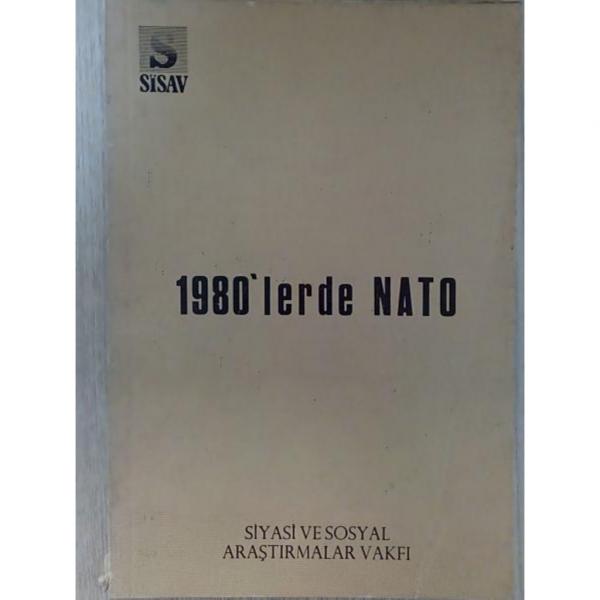 S
SİSAV
1980'lerde NATO
SİYASİ VE SOSYAL
ARAŞTIRMALAR VAKFI